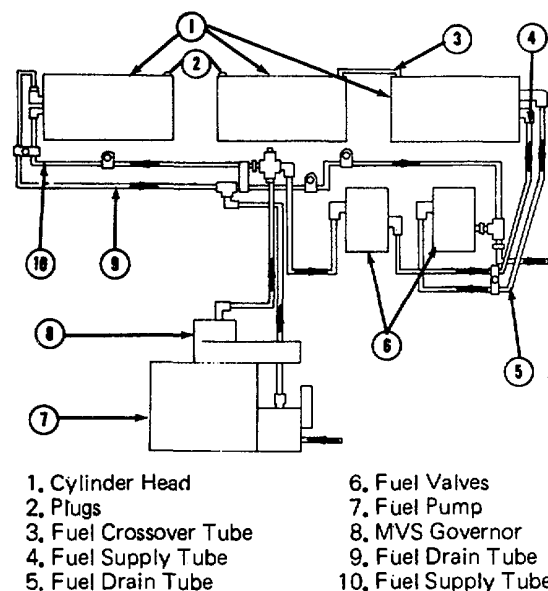 1
2
3
4
10
9
8
6
7
5
1. Cylinder Head
2. Plugs
3. Fuel Crossover Tube
4. Fuel Supply Tube
5. Fuel Drain Tube
6. Fuel Valves
7. Fuel Pump
8. MVS Governor
9. Fuel Drain Tube
10. Fuel Supply Tube